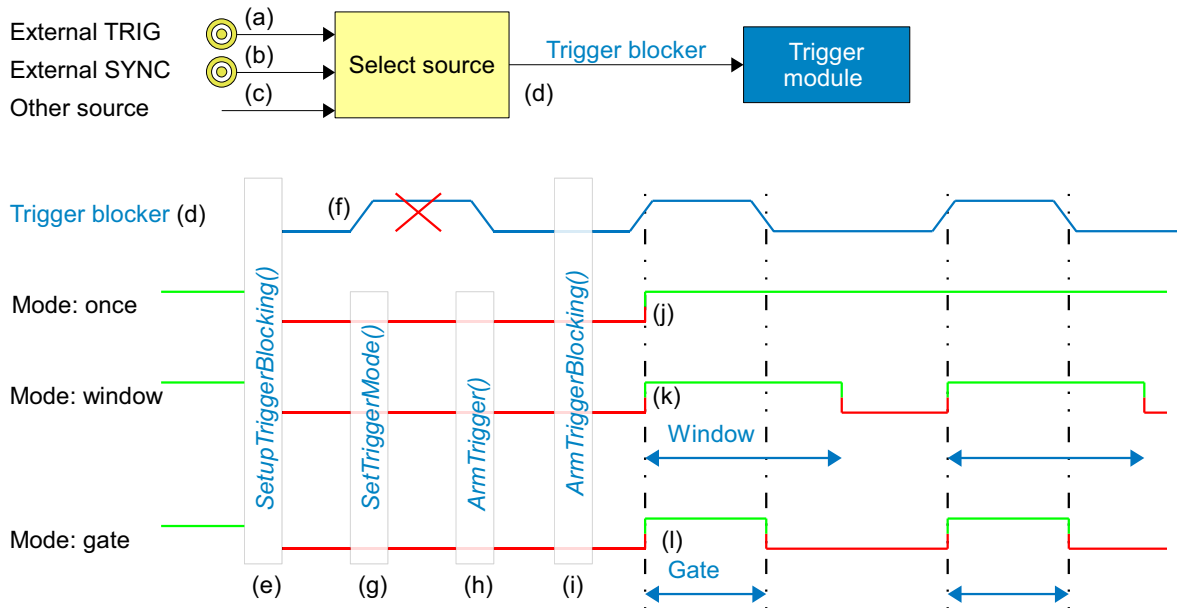 External TRIG
(a)
External SYNC
(b)
Other source
(c)
Select source
Trigger blocker
(d)
Trigger
module
Trigger blocker (d)
(f)
Mode: once
(j)
Mode: window
(k)
Window
Mode: gate
(l)
Gate
SetupTriggerBlocking()
SetTriggerMode()
ArmTrigger()
ArmTriggerBlocking()
(e)
(g)
(h)
(i)